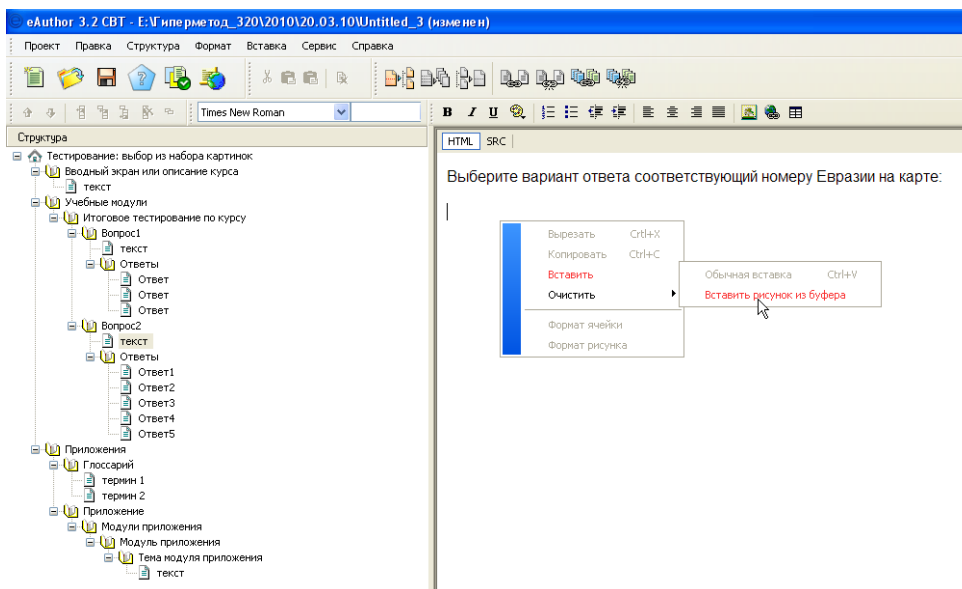 eAuthor 3.2 CBT - E:\Гиперметод_320\2010\20.03.10\Untitled_3 (изменен)
Проект Правка Структура Формат Вставка Сервис Справка
Times New Roman
B I U
Структура
HTML SRC
Тестирование: выбор из набора картинок
Вводный экран или описание курса
текст
Учебные модули
Итоговое тестирование по курсу
Вопрос1
текст
Ответы
Ответ
Ответ
Ответ
Вопрос2
текст
Ответы
Ответ1
Ответ2
Ответ3
Ответ4
Ответ5
Приложения
Глоссарий
термин 1
термин 2
Приложение
Модули приложения
Модуль приложения
Тема модуля приложения
текст
Выберите вариант ответа соответствующий номеру Евразии на карте:
Вырезать Crtl+X
Копировать Ctrl+C
Вставить
Очистить
Формат ячейки
Формат рисунка
Обычная вставка Ctrl+V
Вставить рисунок из буфера